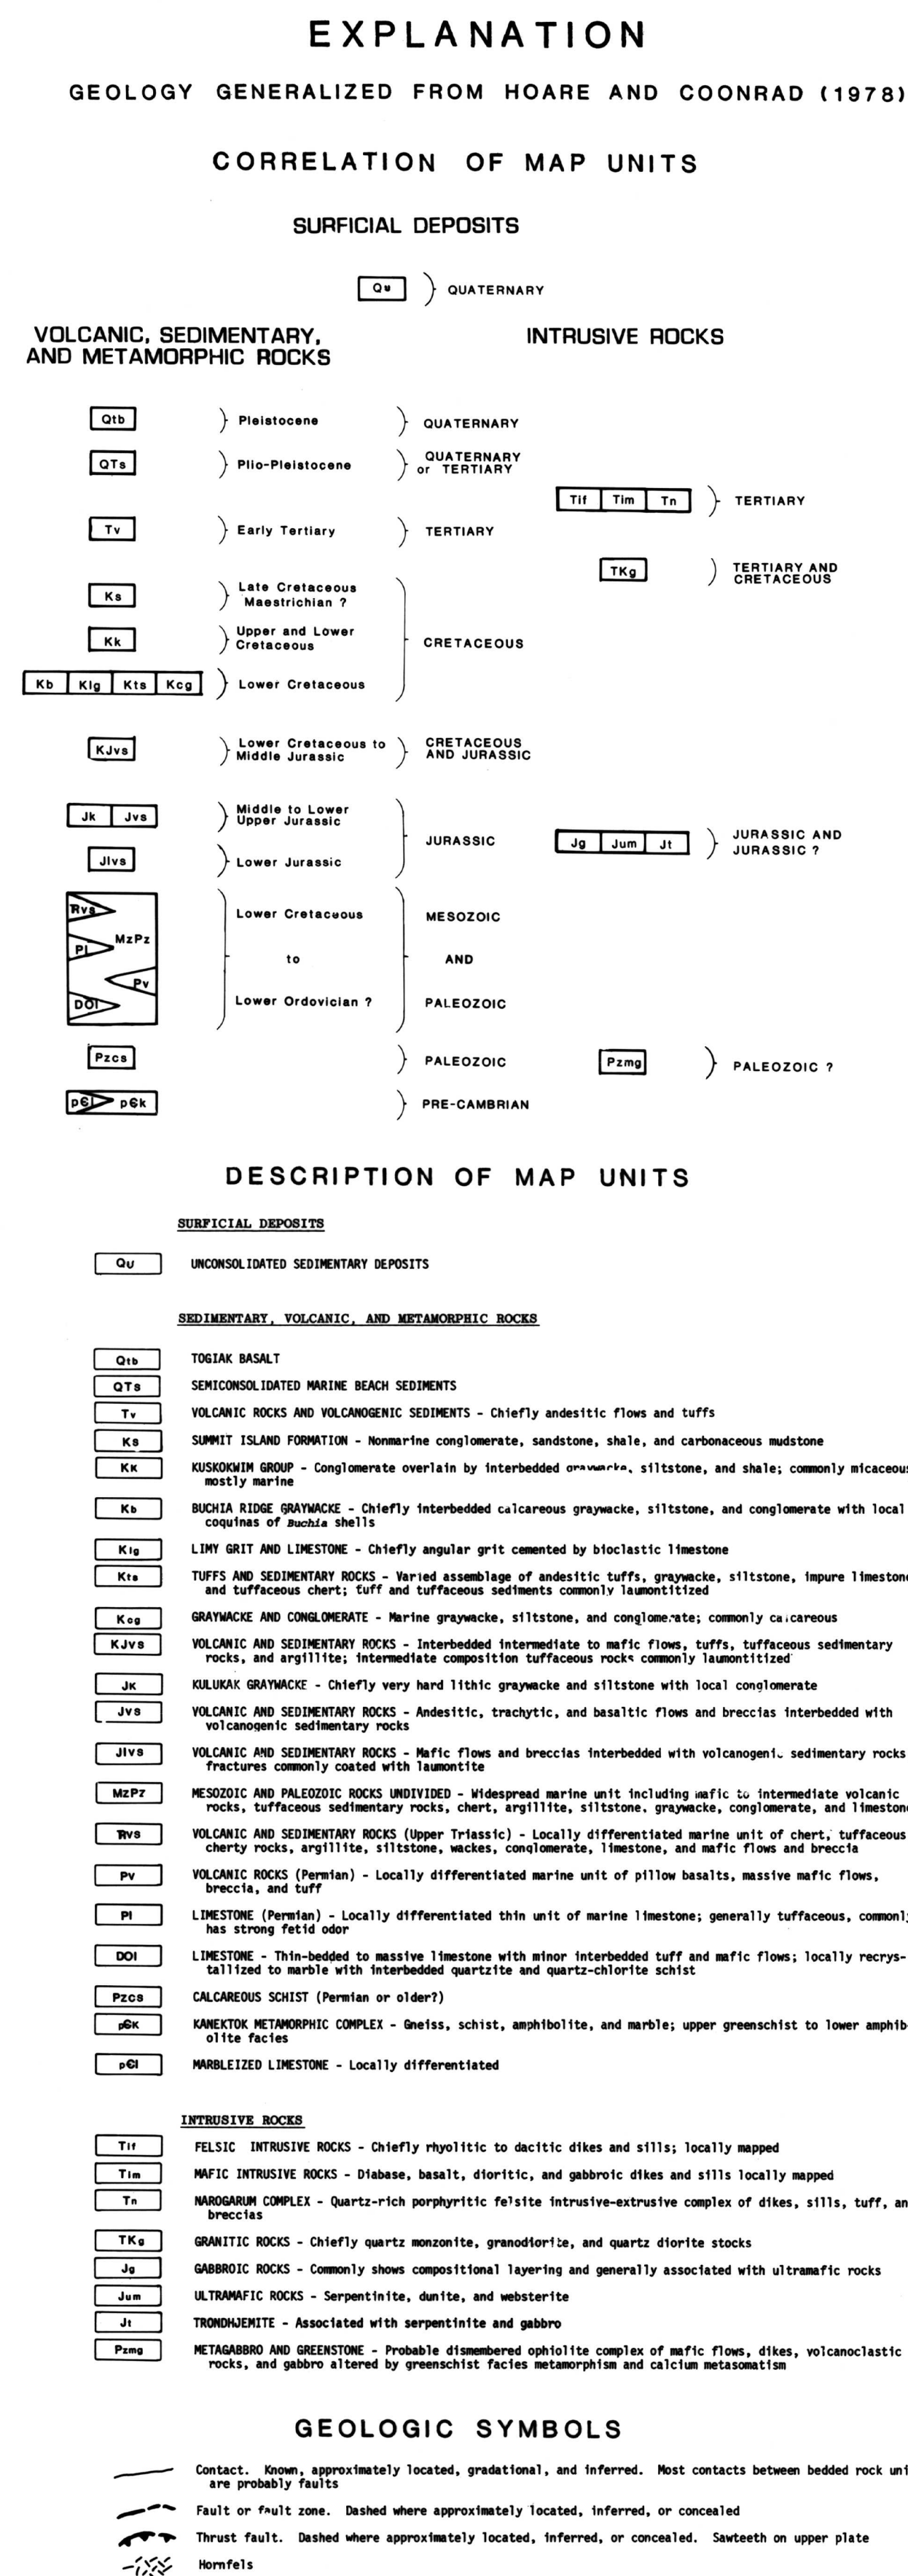 EXPLANATION
GEOLOGY GENERALIZED FROM HOARE AND COONRAD (1978)
CORRELATION OF MAP UNITS
SURFICIAL DEPOSITS
Qu QUATERNARY
VOLCANIC, SEDIMENTARY,
AND METAMORPHIC ROCKS
INTRUSIVE ROCKS
Qtb Pleistocene QUATERNARY
QTs Plio-Pleistocene QUATERNARY
or TERTIARY
Tif Tim Tn TERTIARY
Tv Early Tertiary TERTIARY
TKg TERTIARY AND
CRETACEOUS
Ks Late Cretaceous
Maestrichian ?
Kk Upper and Lower
Cretaceous
CRETACEOUS
Kb Klg Kts Kcg Lower Cretaceous
KJvs Lower Cretaceous to
Middle Jurassic
CRETACEOUS
AND JURASSIC
Jk Jvs Middle to Lower
Upper Jurassic
JURASSIC
Jg Jum Jt JURASSIC AND
JURASSIC ?
Jlvs Lower Jurassic
Rvs Lower Cretaceous MESOZOIC
MzPz
Pl
to AND
Pv
DOl Lower Ordovician ? PALEOZOIC
Pzcs PALEOZOIC
Pzmg PALEOZOIC ?
p€l p€k PRE-CAMBRIAN
DESCRIPTION OF MAP UNITS
SURFICIAL DEPOSITS
Qu UNCONSOLIDATED SEDIMENTARY DEPOSITS
SEDIMENTARY, VOLCANIC, AND METAMORPHIC ROCKS
Qtb TOGIAK BASALT
QTs SEMICONSOLIDATED MARINE BEACH SEDIMENTS
Tv VOLCANIC ROCKS AND VOLCANOGENIC SEDIMENTS - Chiefly andesitic flows and tuffs
Ks SUMMIT ISLAND FORMATION - Nonmarine conglomerate, sandstone, shale, and carbonaceous mudstone
Kk KUSKOKWIM GROUP - Conglomerate overlain by interbedded graywacke, siltstone, and shale; commonly micaceous
mostly marine
Kb BUCHIA RIDGE GRAYWACKE - Chiefly interbedded calcareous graywacke, siltstone, and conglomerate with local
coquinas of Buchia shells
Klg LIMY GRIT AND LIMESTONE - Chiefly angular grit cemented by bioclastic limestone
Kts TUFFS AND SEDIMENTARY ROCKS - Varied assemblage of andesitic tuffs, graywacke, siltstone, impure limestone
and tuffaceous chert; tuff and tuffaceous sediments commonly laumontitized
Kcg GRAYWACKE AND CONGLOMERATE - Marine graywacke, siltstone, and conglomerate; commonly calcareous
KJvs VOLCANIC AND SEDIMENTARY ROCKS - Interbedded intermediate to mafic flows, tuffs, tuffaceous sedimentary
rocks, and argillite; intermediate composition tuffaceous rocks commonly laumontitized
Jk KULUKAK GRAYWACKE - Chiefly very hard lithic graywacke and siltstone with local conglomerate
Jvs VOLCANIC AND SEDIMENTARY ROCKS - Andesitic, trachytic, and basaltic flows and breccias interbedded with
volcanogenic sedimentary rocks
Jlvs VOLCANIC AND SEDIMENTARY ROCKS - Mafic flows and breccias interbedded with volcanogenic sedimentary rocks
fractures commonly coated with laumontite
MzPz MESOZOIC AND PALEOZOIC ROCKS UNDIVIDED - Widespread marine unit including mafic to intermediate volcanic
rocks, tuffaceous sedimentary rocks, chert, argillite, siltstone, graywacke, conglomerate, and limestone
Rvs VOLCANIC AND SEDIMENTARY ROCKS (Upper Triassic) - Locally differentiated marine unit of chert, tuffaceous
cherty rocks, argillite, siltstone, wackes, conglomerate, limestone, and mafic flows and breccia
Pv VOLCANIC ROCKS (Permian) - Locally differentiated marine unit of pillow basalts, massive mafic flows,
breccia, and tuff
Pl LIMESTONE (Permian) - Locally differentiated thin unit of marine limestone; generally tuffaceous, commonly
has strong fetid odor
DOl LIMESTONE - Thin-bedded to massive limestone with minor interbedded tuff and mafic flows; locally recrys-
tallized to marble with interbedded quartzite and quartz-chlorite schist
Pzcs CALCAREOUS SCHIST (Permian or older?)
p€k KANEKTOK METAMORPHIC COMPLEX - Gneiss, schist, amphibolite, and marble; upper greenschist to lower amphib
olite facies
p€l MARBLEIZED LIMESTONE - Locally differentiated
INTRUSIVE ROCKS
Tif FELSIC INTRUSIVE ROCKS - Chiefly rhyolitic to dacitic dikes and sills; locally mapped
Tim MAFIC INTRUSIVE ROCKS - Diabase, basalt, dioritic, and gabbroic dikes and sills locally mapped
Tn NAROGARUM COMPLEX - Quartz-rich porphyritic felsite intrusive-extrusive complex of dikes, sills, tuff, an
breccias
TKg GRANITIC ROCKS - Chiefly quartz monzonite, granodiorite, and quartz diorite stocks
Jg GABBROIC ROCKS - Commonly shows compositional layering and generally associated with ultramafic rocks
Jum ULTRAMAFIC ROCKS - Serpentinite, dunite, and websterite
Jt TRONDHJEMITE - Associated with serpentinite and gabbro
Pzmg METAGABBRO AND GREENSTONE - Probable dismembered ophiolite complex of mafic flows, dikes, volcanoclastic
rocks, and gabbro altered by greenschist facies metamorphism and calcium metasomatism
GEOLOGIC SYMBOLS
Contact. Known, approximately located, gradational, and inferred. Most contacts between bedded rock uni
are probably faults
Fault or fault zone. Dashed where approximately located, inferred, or concealed
Thrust fault. Dashed where approximately located, inferred, or concealed. Sawteeth on upper plate
Hornfels